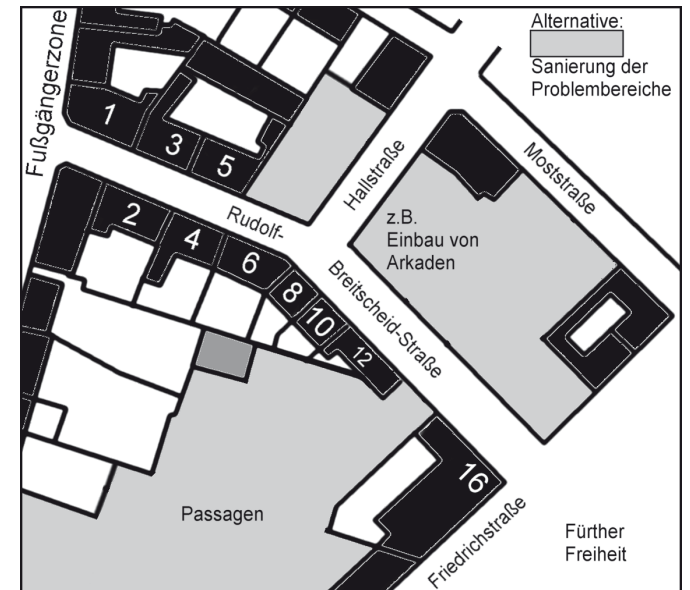 Alternative:
Sanierung der
Problembereiche
Fußgängerzone
1
3
5
Hallstraße
Moststraße
2
4
6
8
10
12
Rudolf-
Breitscheid-Straße
z.B.
Einbau von
Arkaden
16
Passagen
Friedrichstraße
Fürther
Freiheit